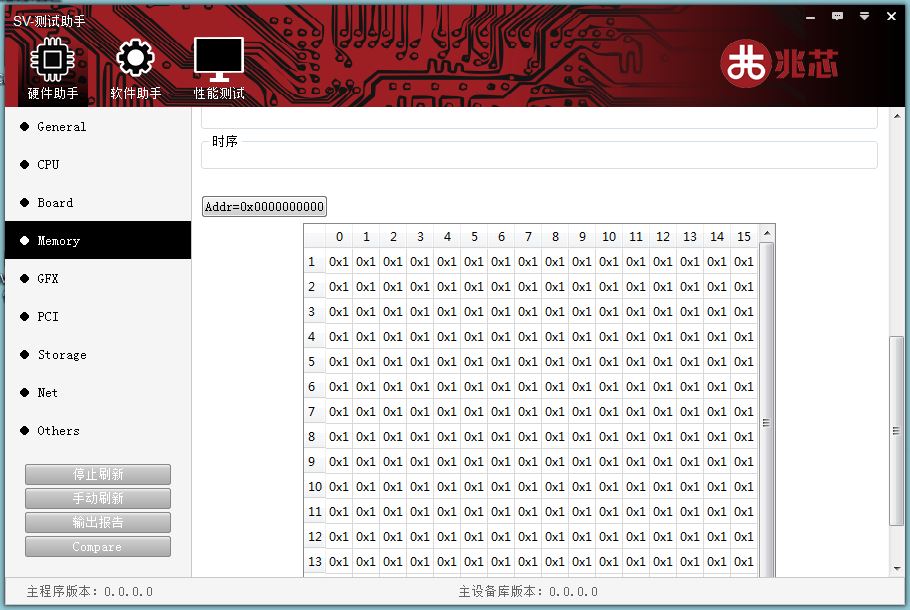 SV-测试助手
兆芯
硬件助手 软件助手 性能测试
General
CPU
Board
Memory
GFX
PCI
Storage
Net
Others
停止刷新
手动刷新
输出报告
Compare
时序
Addr=0x0000000000
0 1 2 3 4 5 6 7 8 9 10 11 12 13 14 15
1 0x1 0x1 0x1 0x1 0x1 0x1 0x1 0x1 0x1 0x1 0x1 0x1 0x1 0x1 0x1 0x1
2 0x1 0x1 0x1 0x1 0x1 0x1 0x1 0x1 0x1 0x1 0x1 0x1 0x1 0x1 0x1 0x1
3 0x1 0x1 0x1 0x1 0x1 0x1 0x1 0x1 0x1 0x1 0x1 0x1 0x1 0x1 0x1 0x1
4 0x1 0x1 0x1 0x1 0x1 0x1 0x1 0x1 0x1 0x1 0x1 0x1 0x1 0x1 0x1 0x1
5 0x1 0x1 0x1 0x1 0x1 0x1 0x1 0x1 0x1 0x1 0x1 0x1 0x1 0x1 0x1 0x1
6 0x1 0x1 0x1 0x1 0x1 0x1 0x1 0x1 0x1 0x1 0x1 0x1 0x1 0x1 0x1 0x1
7 0x1 0x1 0x1 0x1 0x1 0x1 0x1 0x1 0x1 0x1 0x1 0x1 0x1 0x1 0x1 0x1
8 0x1 0x1 0x1 0x1 0x1 0x1 0x1 0x1 0x1 0x1 0x1 0x1 0x1 0x1 0x1 0x1
9 0x1 0x1 0x1 0x1 0x1 0x1 0x1 0x1 0x1 0x1 0x1 0x1 0x1 0x1 0x1 0x1
10 0x1 0x1 0x1 0x1 0x1 0x1 0x1 0x1 0x1 0x1 0x1 0x1 0x1 0x1 0x1 0x1
11 0x1 0x1 0x1 0x1 0x1 0x1 0x1 0x1 0x1 0x1 0x1 0x1 0x1 0x1 0x1 0x1
12 0x1 0x1 0x1 0x1 0x1 0x1 0x1 0x1 0x1 0x1 0x1 0x1 0x1 0x1 0x1 0x1
13 0x1 0x1 0x1 0x1 0x1 0x1 0x1 0x1 0x1 0x1 0x1 0x1 0x1 0x1 0x1 0x1
主程序版本: 0.0.0.0 主设备库版本: 0.0.0.0